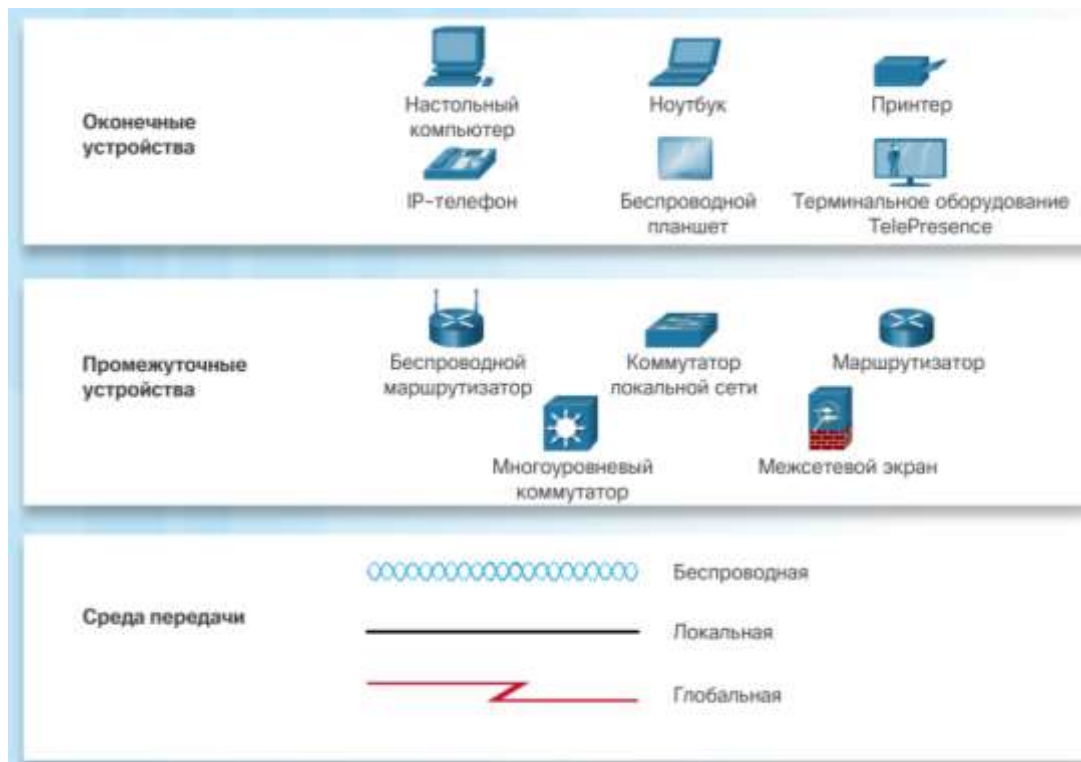 Оконечные
устройства
Настольный
компьютер
Ноутбук
Принтер
IP-телефон
Беспроводной
планшет
Терминальное оборудование
TelePresence
Промежуточные
устройства
Беспроводной
маршрутизатор
Коммутатор
локальной сети
Маршрутизатор
Многоуровневый
коммутатор
Межсетевой экран
Среда передачи
Беспроводная
Локальная
Глобальная